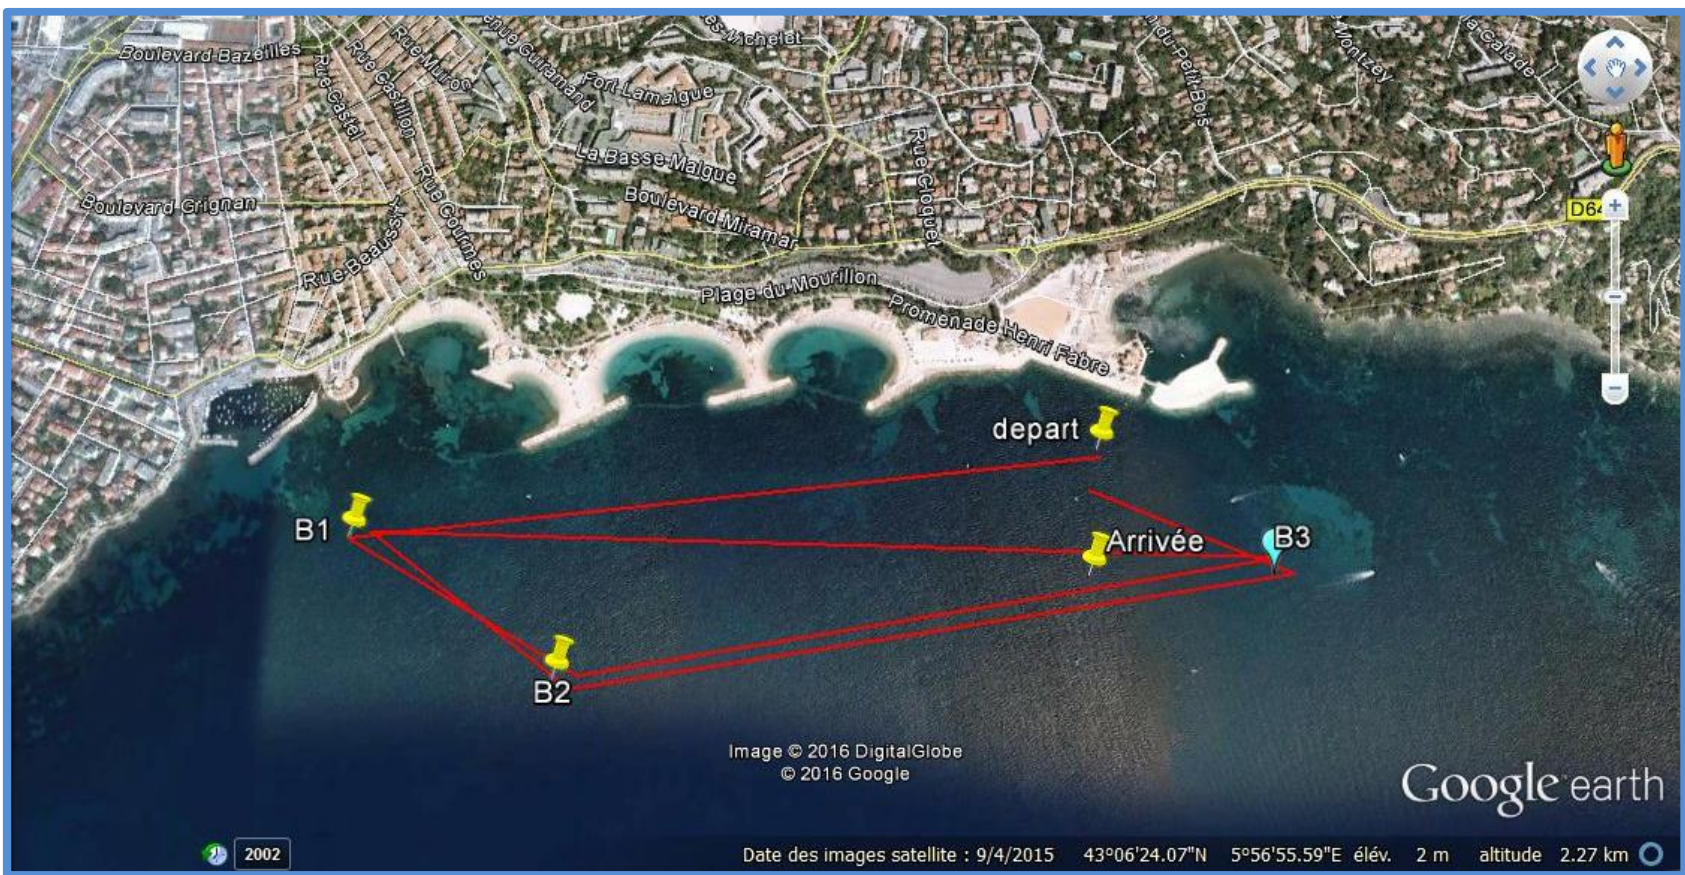 Boulevard Bazeilles
Rue Castel
Rue Castillon
Rue Muiron
Fort Lamalgue
La Basse-Malgue
Boulevard Miramar
Rue Cloquet
Boulevard Grignan
Rue Beaussier
Rue Courmes
D642
Plage du Mourillon
Promenade Henri Fabre
depart
B1
Arrivée
B3
B2
Image © 2016 DigitalGlobe
© 2016 Google
Google earth
2002
Date des images satellite : 9/4/2015 43°06'24.07"N 5°56'55.59"E élév. 2 m altitude 2.27 km